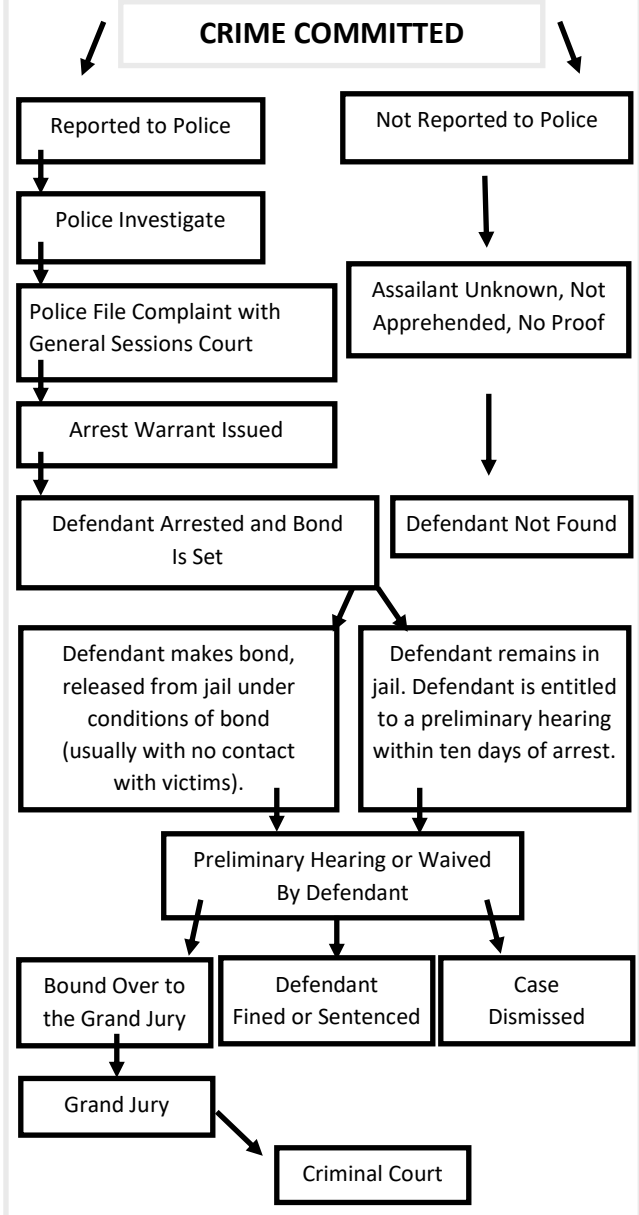 CRIME COMMITTED
Reported to Police
Not Reported to Police
Police Investigate
Assailant Unknown, Not
Apprehended, No Proof
Police File Complaint with
General Sessions Court
Arrest Warrant Issued
Defendant Arrested and Bond
Is Set
Defendant Not Found
Defendant makes bond,
released from jail under
conditions of bond
(usually with no contact
with victims).
Defendant remains in
jail. Defendant is entitled
to a preliminary hearing
within ten days of arrest.
Preliminary Hearing or Waived
By Defendant
Bound Over to
the Grand Jury
Defendant
Fined or Sentenced
Case
Dismissed
Grand Jury
Criminal Court